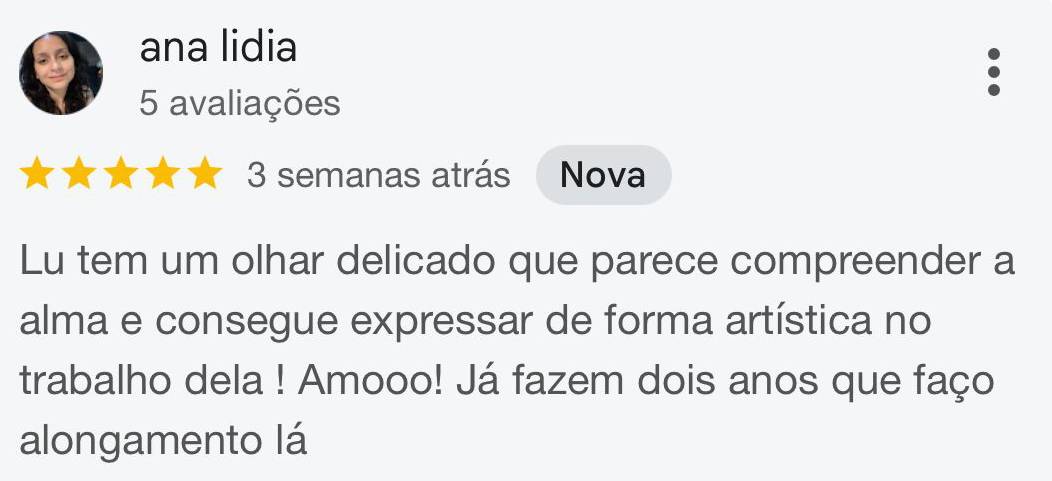 ana lidia
5 avaliações
3 semanas atrás Nova
Lu tem um olhar delicado que parece compreender a
alma e consegue expressar de forma artística no
trabalho dela ! Amooo! Já fazem dois anos que faço
alongamento lá